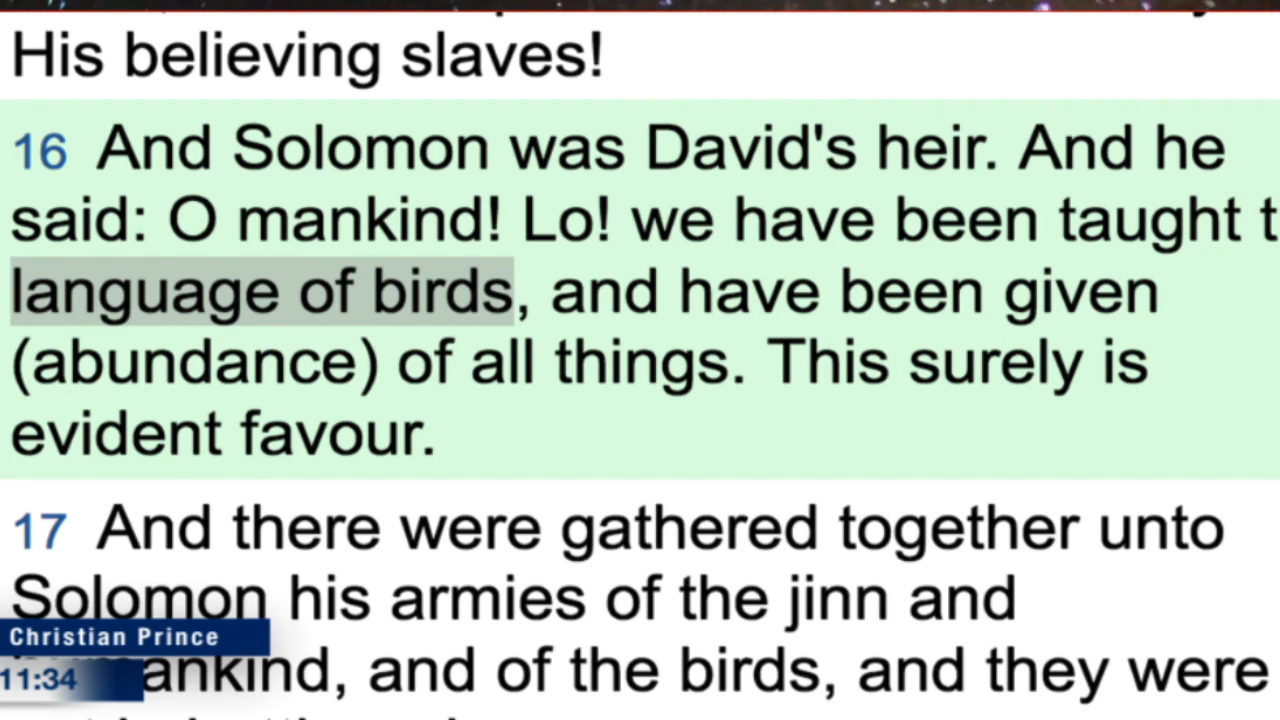 His believing slaves!
16 And Solomon was David's heir. And he
said: O mankind! Lo! we have been taught t
language of birds, and have been given
(abundance) of all things. This surely is
evident favour.
17 And there were gathered together unto
Solomon his armies of the jinn and
Christian Prince
ankind, and of the birds, and they were
11:34